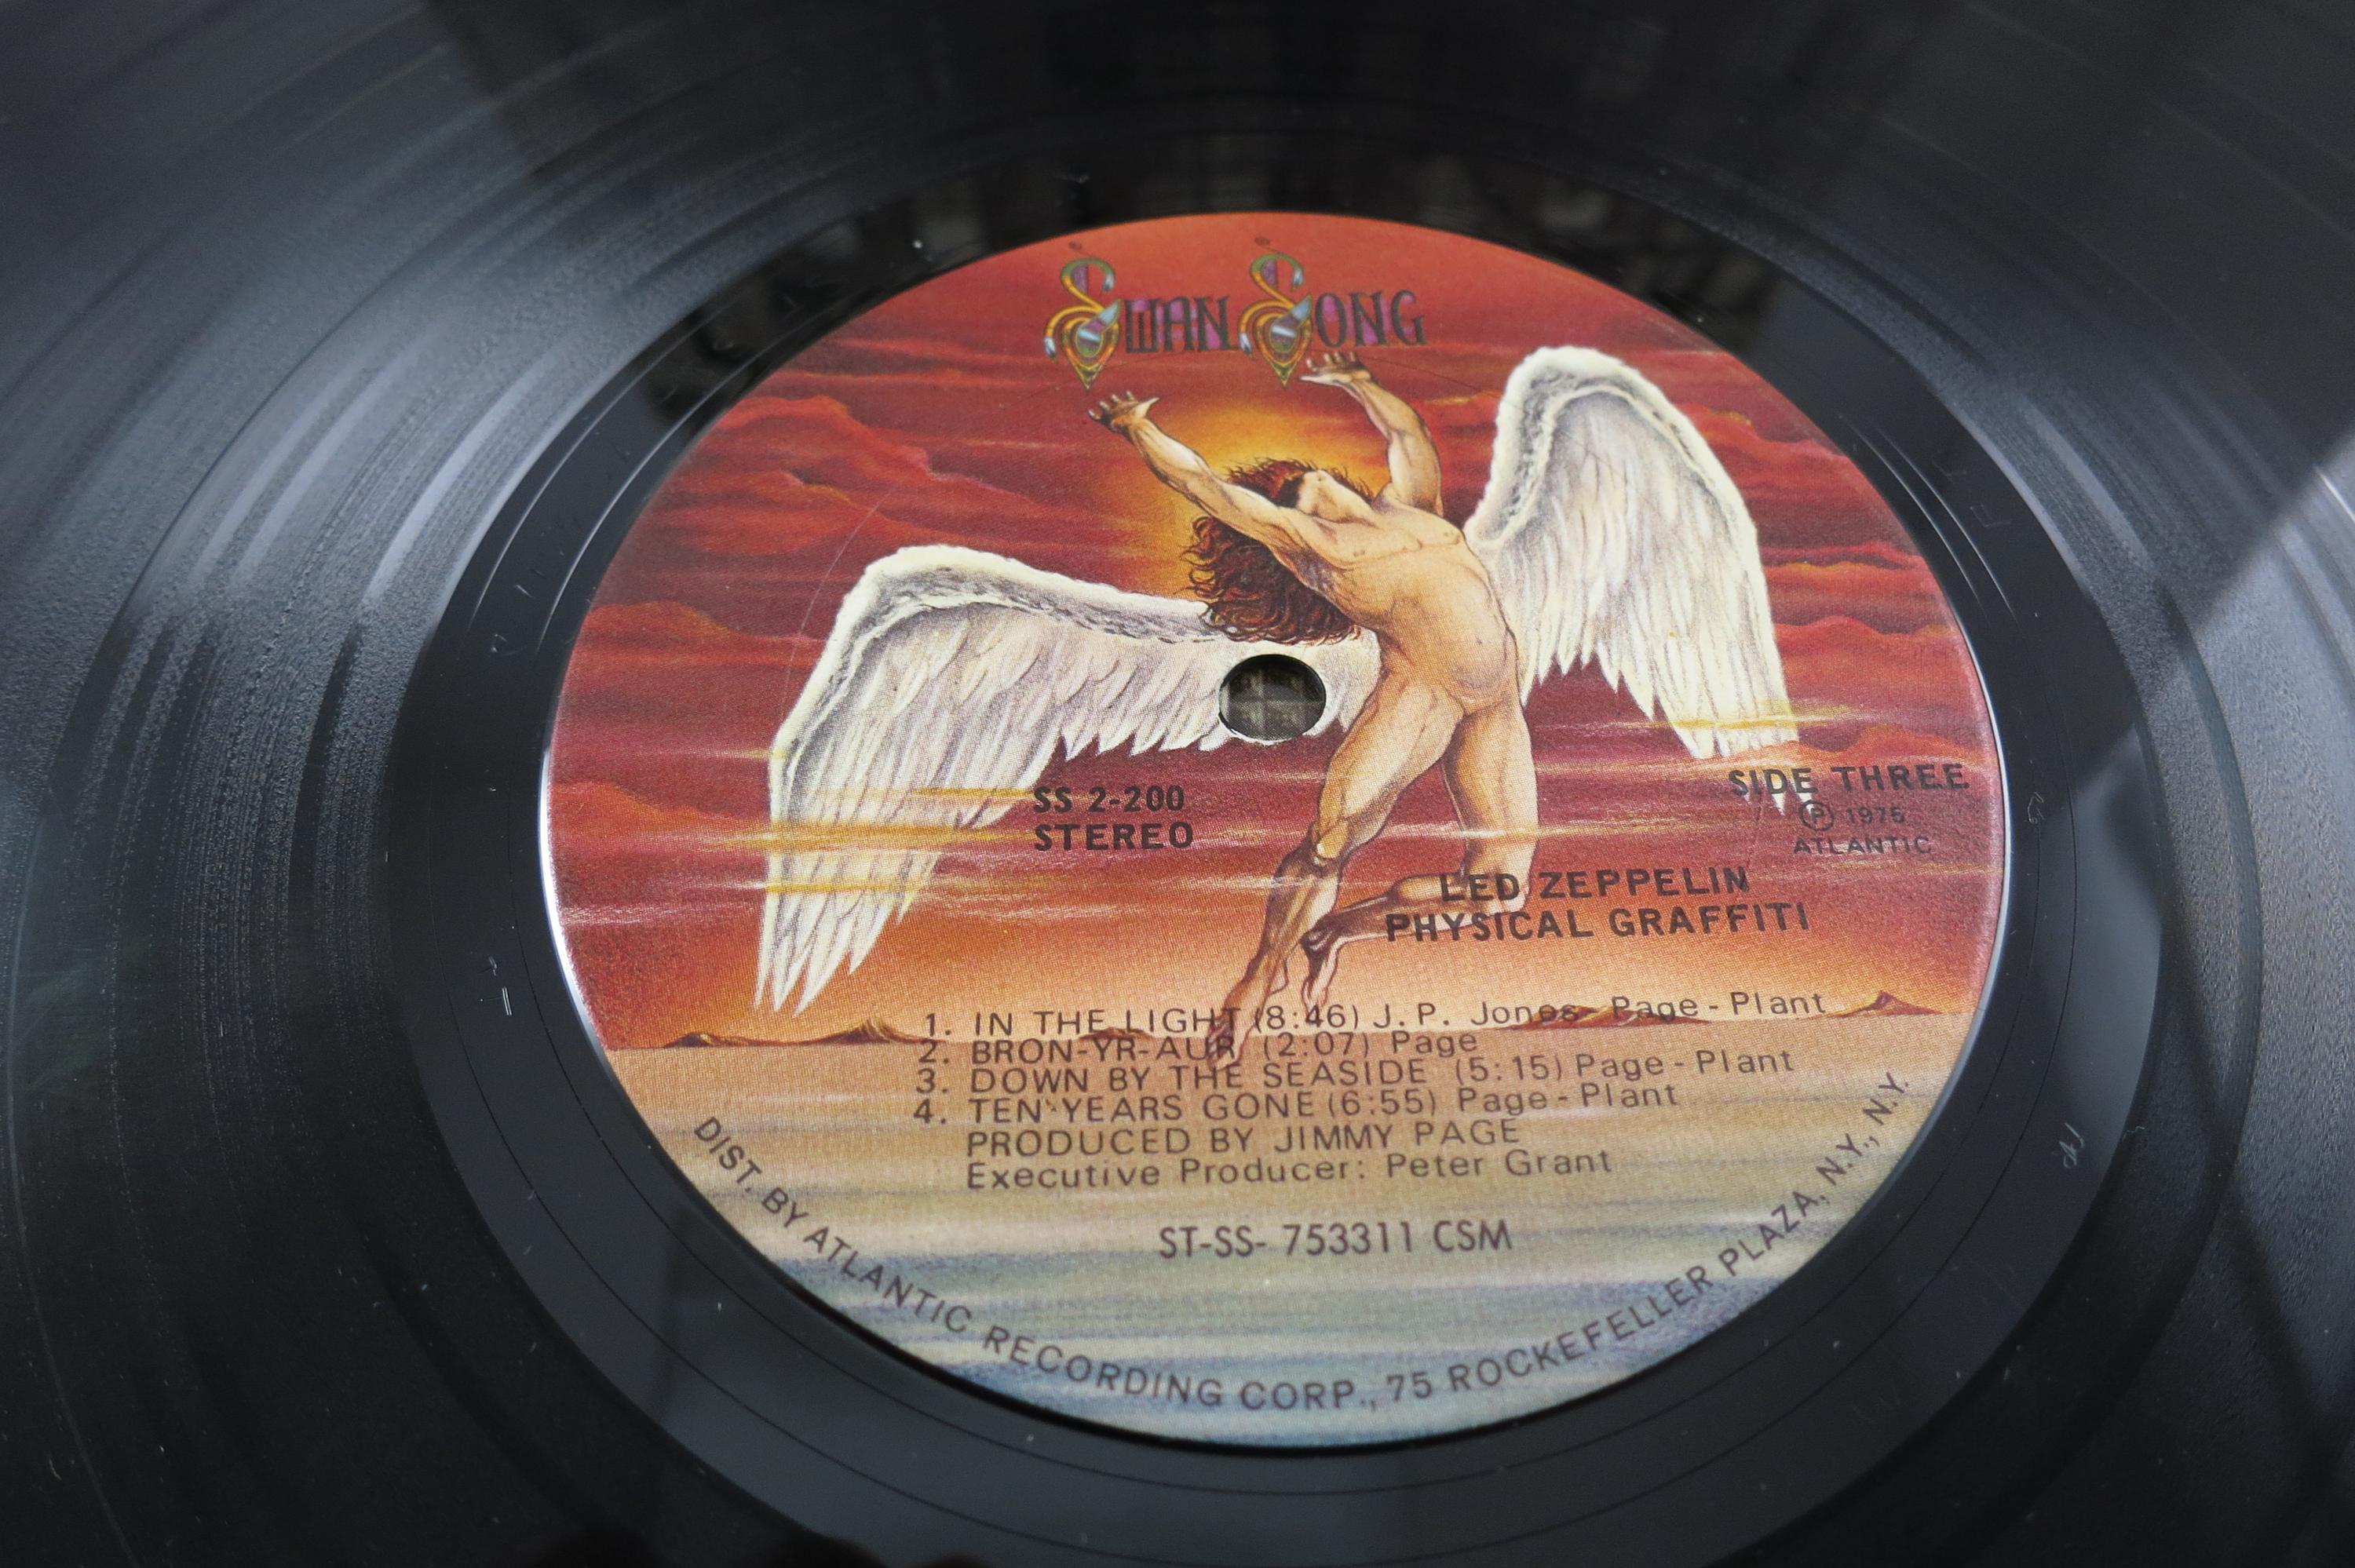 SWAN SONG
SS 2-200
STEREO
SIDE THREE
Ⓟ 1975
ATLANTIC
LED ZEPPELIN
PHYSICAL GRAFFITI
1. IN THE LIGHT (8:46) J.P. Jones- Page-Plant
2. BRON-YR-AUR (2:07) Page
3. DOWN BY THE SEASIDE (5:15) Page-Plant
4. TEN YEARS GONE (6:55) Page-Plant
PRODUCED BY JIMMY PAGE
Executive Producer: Peter Grant
ST-SS- 753311 CSM
DIST. BY ATLANTIC RECORDING CORP., 75 ROCKEFELLER PLAZA, N.Y., N.Y.